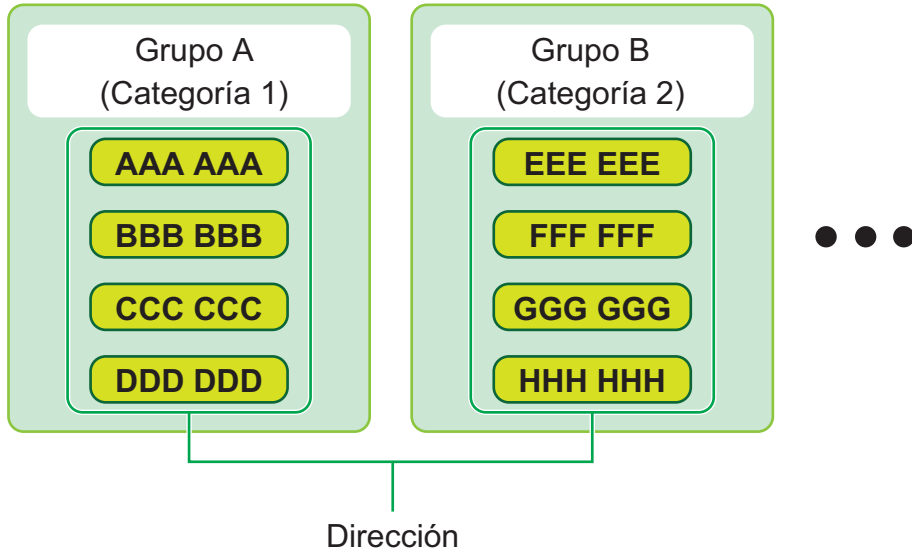 Grupo A
(Categoría 1)
AAA AAA
BBB BBB
CCC CCC
DDD DDD
Grupo B
(Categoría 2)
EEE EEE
FFF FFF
GGG GGG
HHH HHH
Dirección